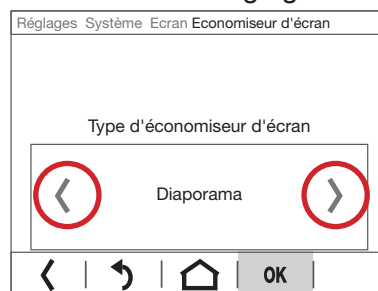 Réglages Système Ecran Economiseur d'écran
Type d'économiseur d'écran
Diaporama
OK